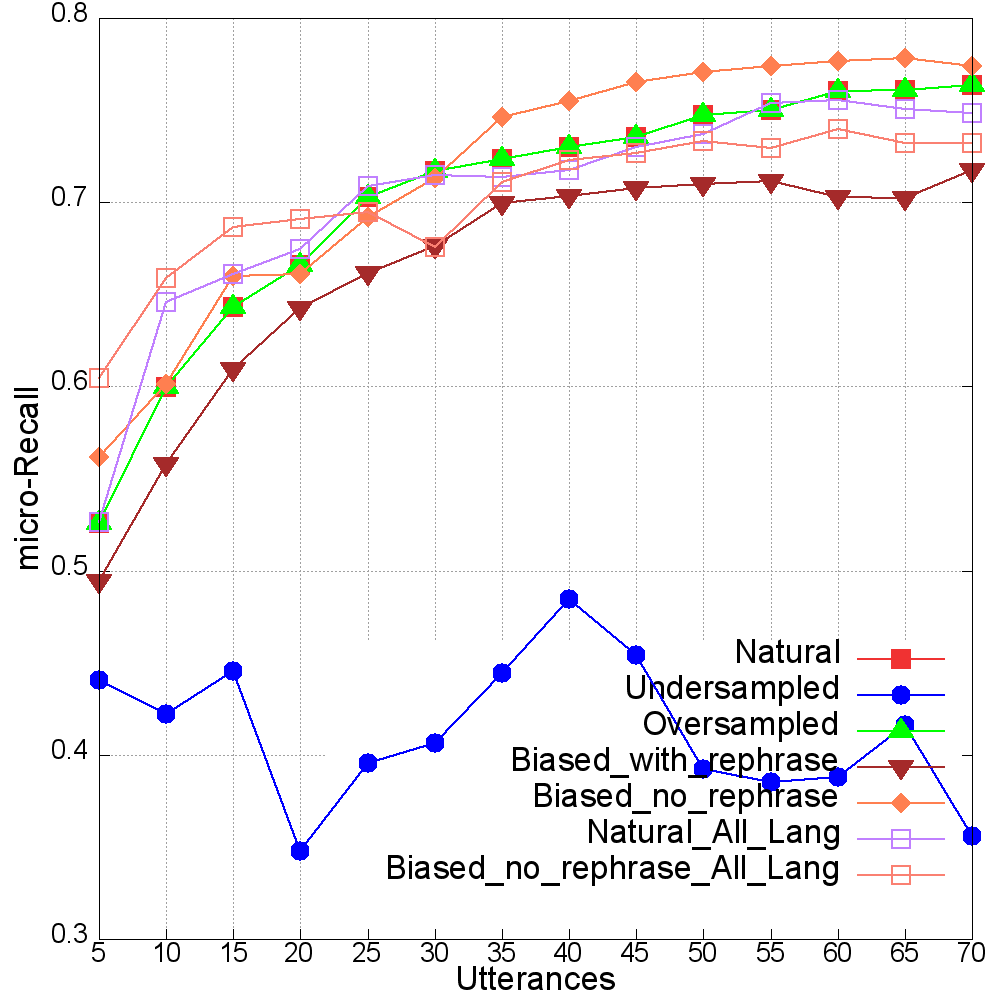 0.8
0.7
0.6
0.5
0.4
0.3
micro-Recall
Natural
Undersampled
Oversampled
Biased_with_rephrase
Biased_no_rephrase
Natural_All_Lang
Biased_no_rephrase_All_Lang
5 10 15 20 25 30 35 40 45 50 55 60 65 70
Utterances